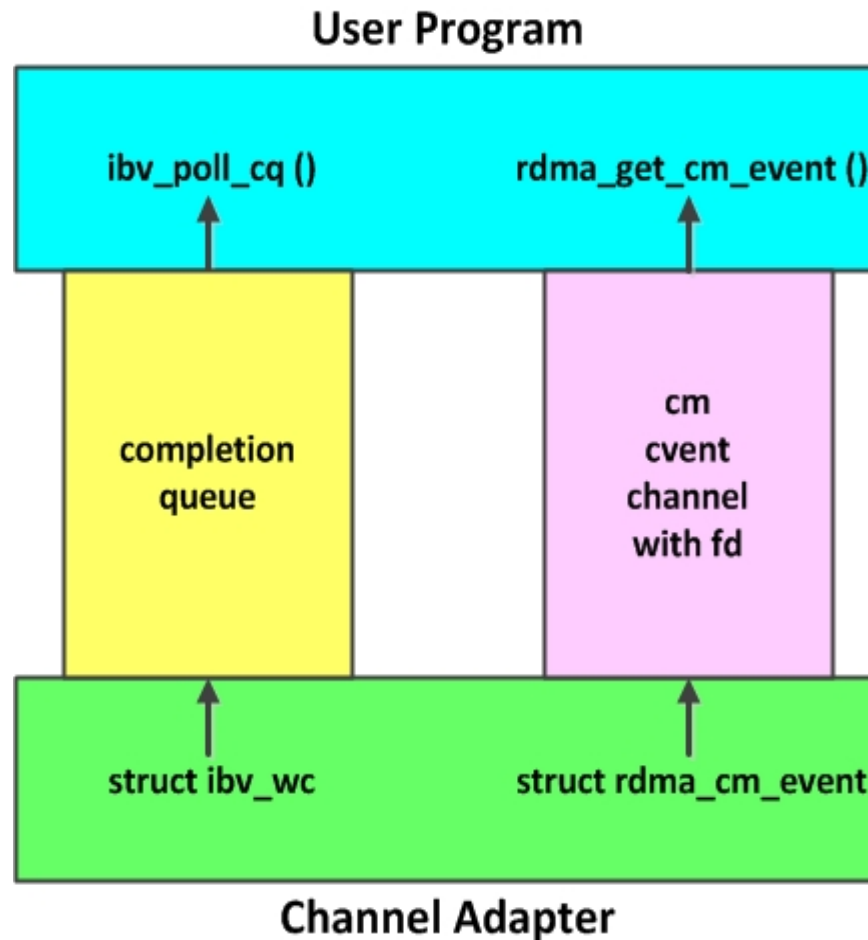 User Program
ibv_poll_cq ()
rdma_get_cm_event ()
completion
queue
cm
cvent
channel
with fd
struct ibv_wc
struct rdma_cm_event
Channel Adapter